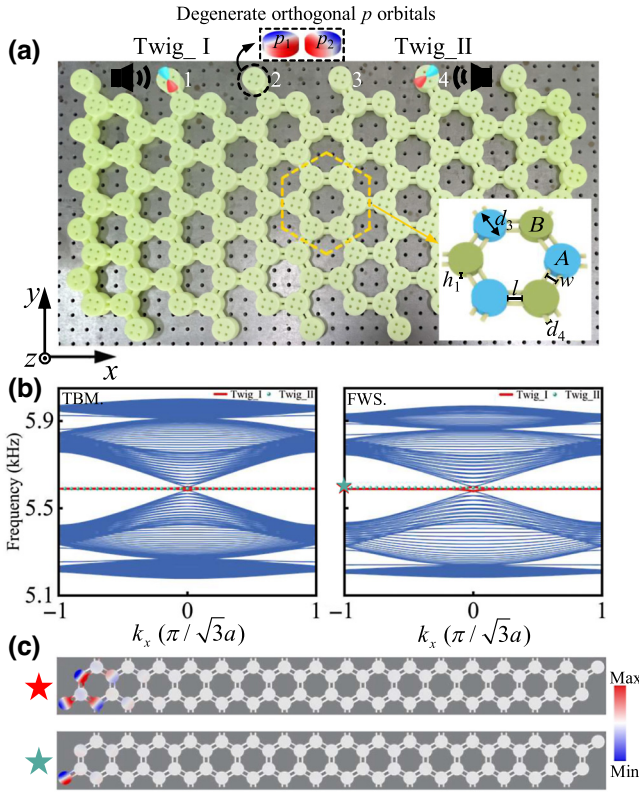 Degenerate orthogonal p orbitals
(a)
Twig_ I
p₁ p₂
Twig_II
1 2 3 4
d₃ B
A
h₁ l w
d₄
y
z x
(b)
TBM. Twig_I Twig_II
FWS. Twig_I Twig_II
Frequency (kHz)
5.9
5.5
5.1
-1 0 1
-1 0 1
kₓ (π/√3a)
kₓ (π/√3a)
(c)
Max
Min